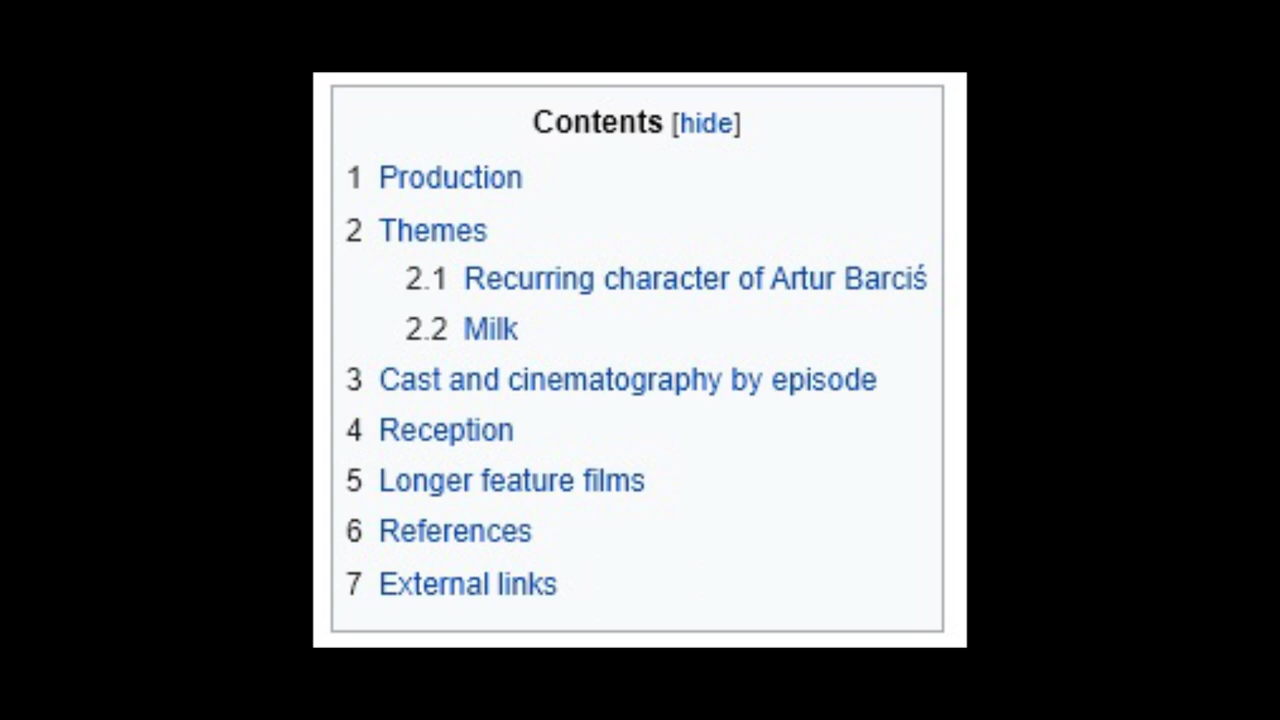 Contents [hide]
1 Production
2 Themes
2.1 Recurring character of Artur Barciś
2.2 Milk
3 Cast and cinematography by episode
4 Reception
5 Longer feature films
6 References
7 External links